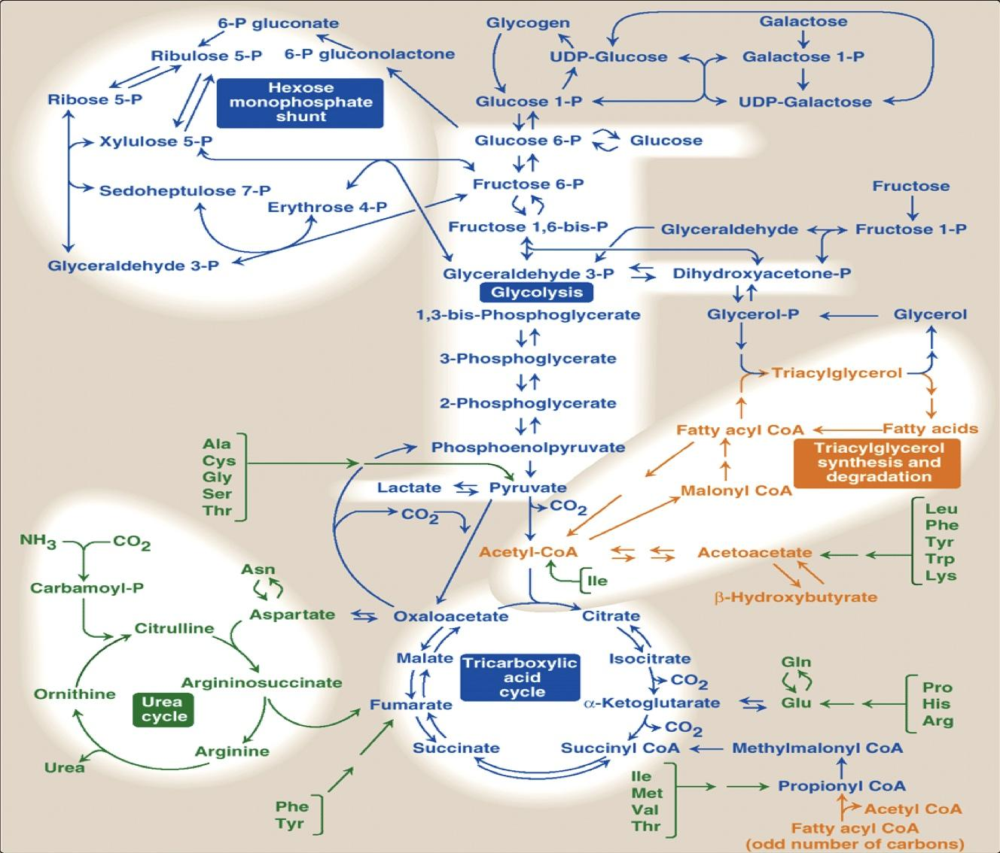 6-P gluconate
Ribulose 5-P
6-P gluconolactone
Ribose 5-P
Hexose
monophosphate
shunt
Xylulose 5-P
Sedoheptulose 7-P
Erythrose 4-P
Glyceraldehyde 3-P
Glycogen
UDP-Glucose
Glucose 1-P
Galactose
Galactose 1-P
UDP-Galactose
Glucose 6-P
Glucose
Fructose 6-P
Fructose 1,6-bis-P
Glyceraldehyde
Fructose
Fructose 1-P
Glyceraldehyde 3-P
Dihydroxyacetone-P
Glycolysis
1,3-bis-Phosphoglycerate
Glycerol-P
Glycerol
3-Phosphoglycerate
Triacylglycerol
2-Phosphoglycerate
Fatty acyl CoA
Fatty acids
Phosphoenolpyruvate
Triacylglycerol
synthesis and
degradation
Ala
Cys
Gly
Ser
Thr
Lactate
Pyruvate
Malonyl CoA
CO2
CO2
Leu
Phe
Tyr
Trp
Lys
Acetyl-CoA
Acetoacetate
Ile
β-Hydroxybutyrate
NH3
CO2
Carbamoyl-P
Asn
Aspartate
Citrulline
Argininosuccinate
Ornithine
Urea
cycle
Arginine
Urea
Oxaloacetate
Citrate
Malate
Tricarboxylic
acid
cycle
Isocitrate
CO2
Fumarate
α-Ketoglutarate
CO2
Gln
Glu
Pro
His
Arg
Succinate
Succinyl CoA
Methylmalonyl CoA
Phe
Tyr
Ile
Met
Val
Thr
Propionyl CoA
Acetyl CoA
Fatty acyl CoA
(odd number of carbons)